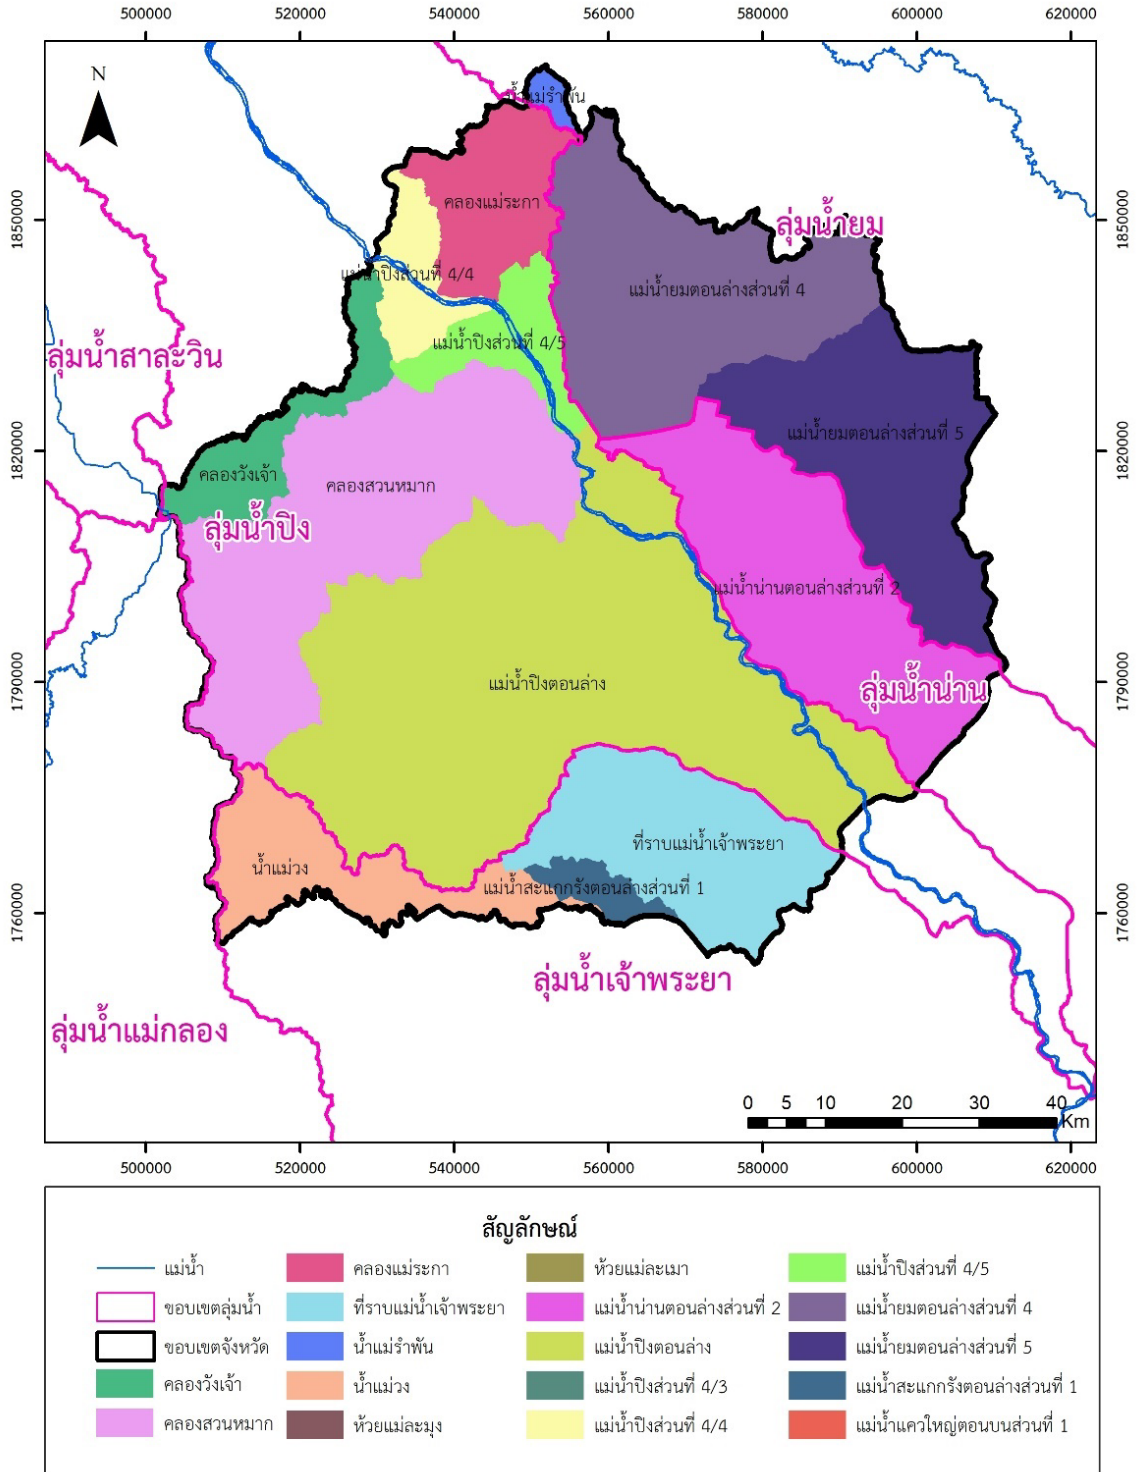 500000 520000 540000 560000 580000 600000 620000
N
น้ำแม่รำพัน
1850000 1850000
คลองแม่ระกา
ลุ่มน้ำยม
แม่น้ำปิงส่วนที่ 4/4
แม่น้ำยมตอนล่างส่วนที่ 4
ลุ่มน้ำสาละวิน
แม่น้ำปิงส่วนที่ 4/5
แม่น้ำยมตอนล่างส่วนที่ 5
1820000 1820000
คลองวังเจ้า
คลองสวนหมาก
ลุ่มน้ำปิง
แม่น้ำน่านตอนล่างส่วนที่ 2
1790000 1790000
แม่น้ำปิงตอนล่าง
ลุ่มน้ำน่าน
ที่ราบแม่น้ำเจ้าพระยา
น้ำแม่วง
แม่น้ำสะแกกรังตอนล่างส่วนที่ 1
1760000 1760000
ลุ่มน้ำเจ้าพระยา
ลุ่มน้ำแม่กลอง
0 5 10 20 30 40
Km
500000 520000 540000 560000 580000 600000 620000
สัญลักษณ์
แม่น้ำ คลองแม่ระกา ห้วยแม่ละเมา แม่น้ำปิงส่วนที่ 4/5
ขอบเขตลุ่มน้ำ ที่ราบแม่น้ำเจ้าพระยา แม่น้ำน่านตอนล่างส่วนที่ 2 แม่น้ำยมตอนล่างส่วนที่ 4
ขอบเขตจังหวัด น้ำแม่รำพัน แม่น้ำปิงตอนล่าง แม่น้ำยมตอนล่างส่วนที่ 5
คลองวังเจ้า น้ำแม่วง แม่น้ำปิงส่วนที่ 4/3 แม่น้ำสะแกกรังตอนล่างส่วนที่ 1
คลองสวนหมาก ห้วยแม่ละมุง แม่น้ำปิงส่วนที่ 4/4 แม่น้ำแควใหญ่ตอนบนส่วนที่ 1